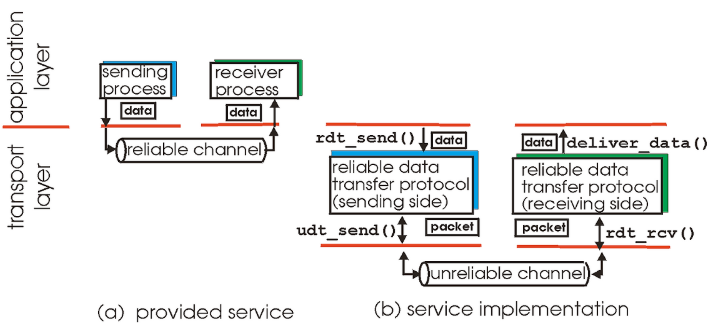 application
layer
transport
layer
sending
process
data
receiver
process
data
reliable channel
(a) provided service
rdt_send()
data
reliable data
transfer protocol
(sending side)
udt_send()
packet
data
deliver_data()
reliable data
transfer protocol
(receiving side)
packet
rdt_rcv()
unreliable channel
(b) service implementation